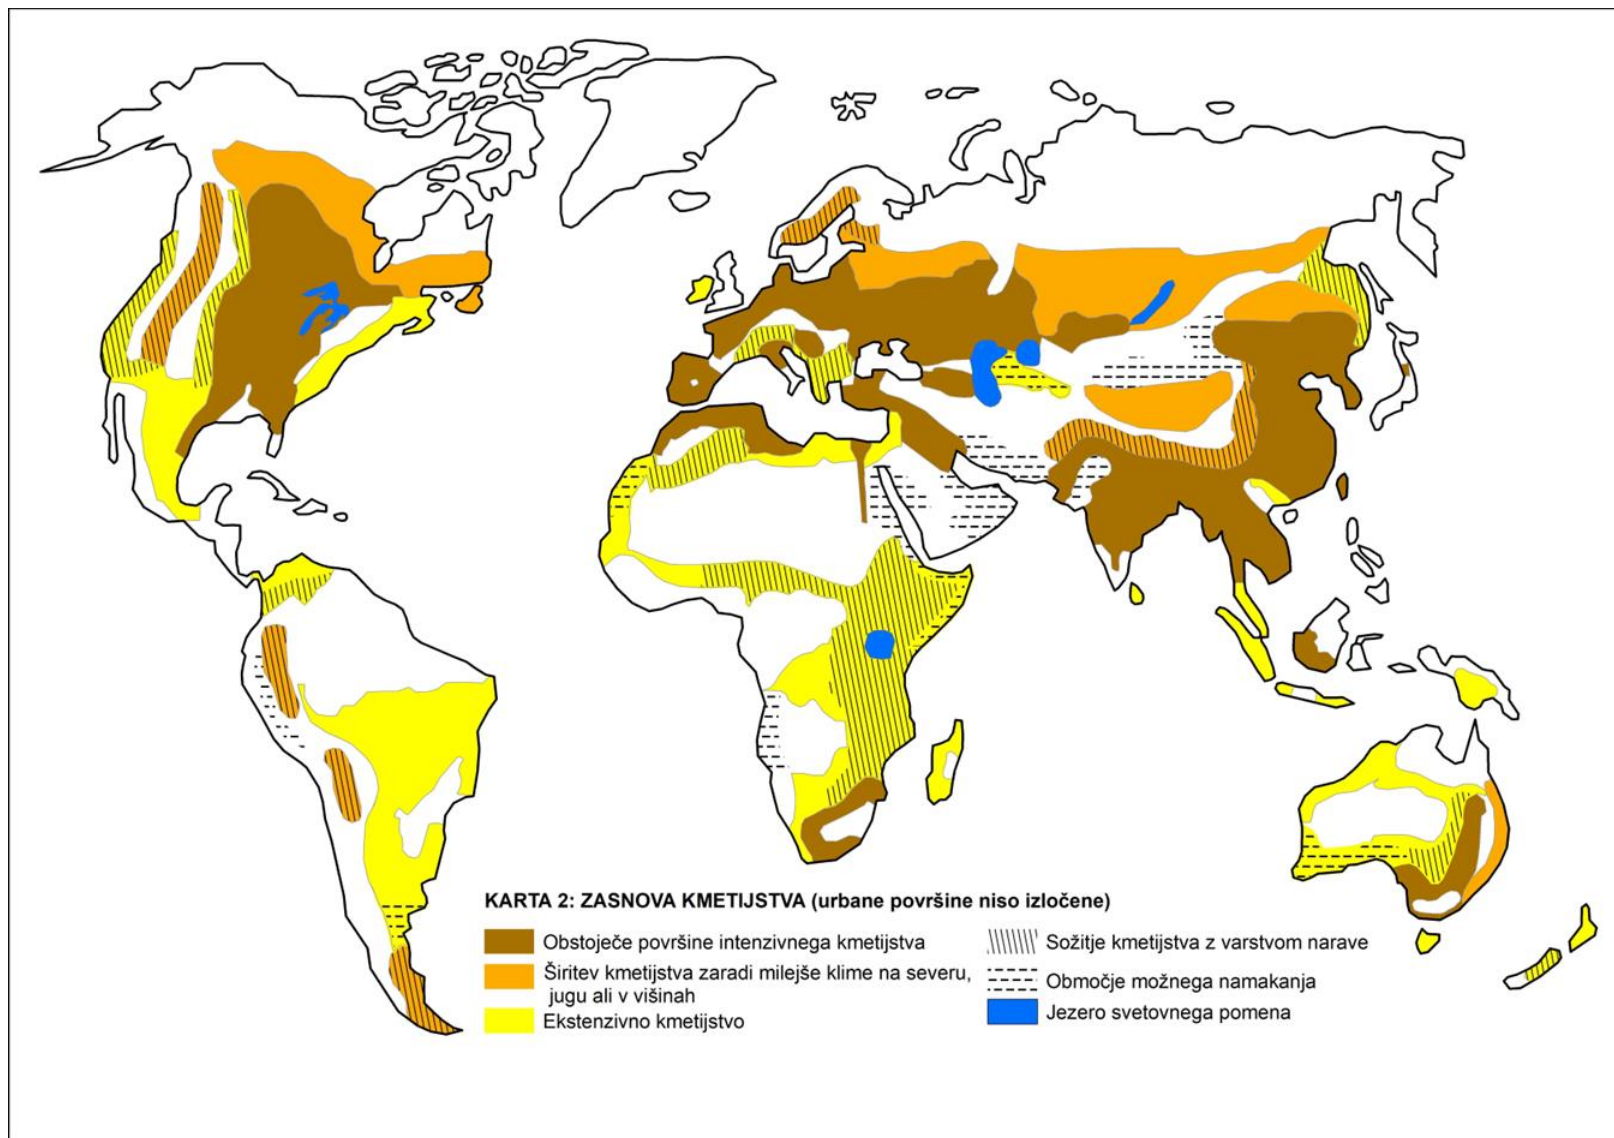 KARTA 2: ZASNOVA KMETIJSTVA (urbane površine niso izločene)
Obstoječe površine intenzivnega kmetijstva
Širitev kmetijstva zaradi milejše klime na severu,
jugu ali v višinah
Ekstenzivno kmetijstvo
Sožitje kmetijstva z varstvom narave
Območje možnega namakanja
Jezero svetovnega pomena